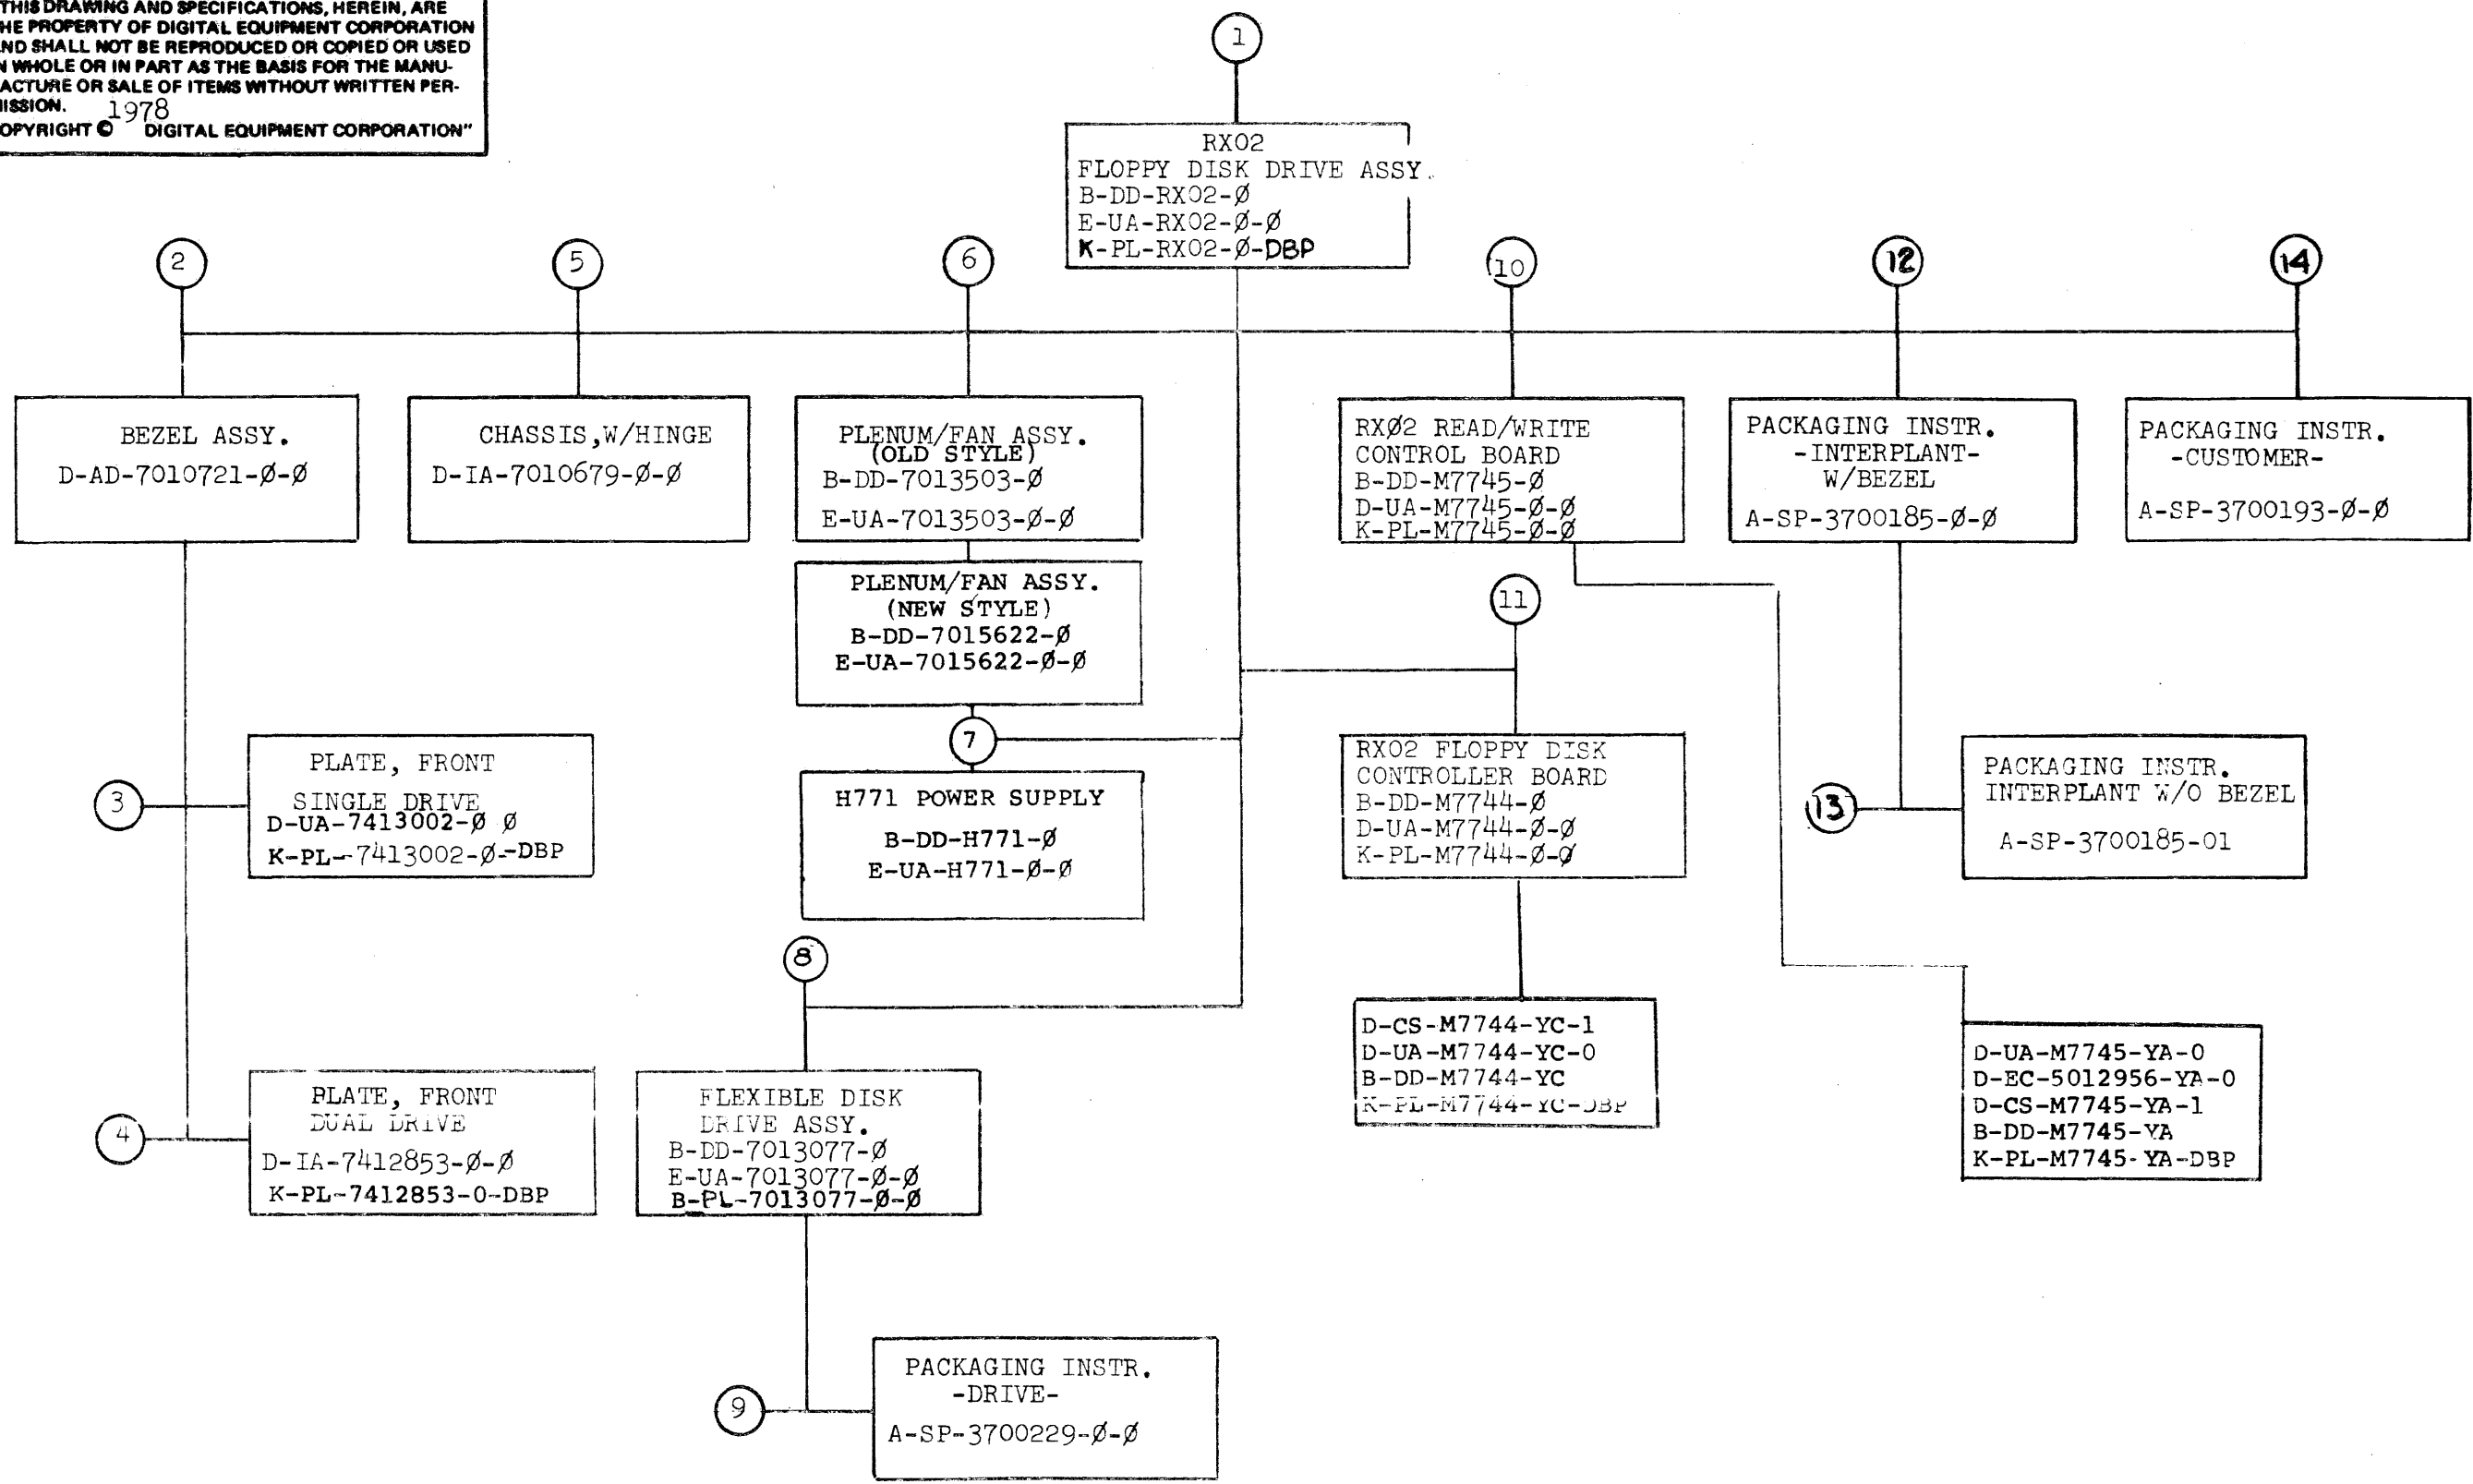 THIS DRAWING AND SPECIFICATIONS, HEREIN, ARE
HE PROPERTY OF DIGITAL EQUIPMENT CORPORATION
ND SHALL NOT BE REPRODUCED OR COPIED OR USED
N WHOLE OR IN PART AS THE BASIS FOR THE MANU-
ACTURE OR SALE OF ITEMS WITHOUT WRITTEN PER-
MISSION. 1978
OPYRIGHT © DIGITAL EQUIPMENT CORPORATION"
1
RX02
FLOPPY DISK DRIVE ASSY.
B-DD-RX02-Ø
E-UA-RX02-Ø-Ø
K-PL-RX02-Ø-DBP
2
5
6
10
12
14
BEZEL ASSY.
D-AD-7010721-Ø-Ø
CHASSIS,W/HINGE
D-IA-7010679-Ø-Ø
PLENUM/FAN ASSY.
(OLD STYLE)
B-DD-7013503-Ø
E-UA-7013503-Ø-Ø
RXØ2 READ/WRITE
CONTROL BOARD
B-DD-M7745-Ø
D-UA-M7745-Ø-Ø
K-PL-M7745-Ø-Ø
PACKAGING INSTR.
-INTERPLANT-
W/BEZEL
A-SP-3700185-Ø-Ø
PACKAGING INSTR.
-CUSTOMER-
A-SP-3700193-Ø-Ø
PLENUM/FAN ASSY.
(NEW STYLE)
B-DD-7015622-Ø
E-UA-7015622-Ø-Ø
11
7
3
PLATE, FRONT
SINGLE DRIVE
D-UA-7413002-Ø Ø
K-PL--7413002-Ø--DBP
H771 POWER SUPPLY
B-DD-H771-Ø
E-UA-H771-Ø-Ø
RX02 FLOPPY DISK
CONTROLLER BOARD
B-DD-M7744-Ø
D-UA-M7744-Ø-Ø
K-PL-M7744-Ø-Ø
13
PACKAGING INSTR.
INTERPLANT W/O BEZEL
A-SP-3700185-01
8
4
PLATE, FRONT
DUAL DRIVE
D-IA-7412853-Ø-Ø
K-PL-7412853-0-DBP
FLEXIBLE DISK
DRIVE ASSY.
B-DD-7013077-Ø
E-UA-7013077-Ø-Ø
B-PL-7013077-Ø-Ø
D-CS-M7744-YC-1
D-UA-M7744-YC-0
B-DD-M7744-YC
K-PL-M7744-YC-DBP
D-UA-M7745-YA-0
D-EC-5012956-YA-0
D-CS-M7745-YA-1
B-DD-M7745-YA
K-PL-M7745-YA-DBP
9
PACKAGING INSTR.
-DRIVE-
A-SP-3700229-Ø-Ø